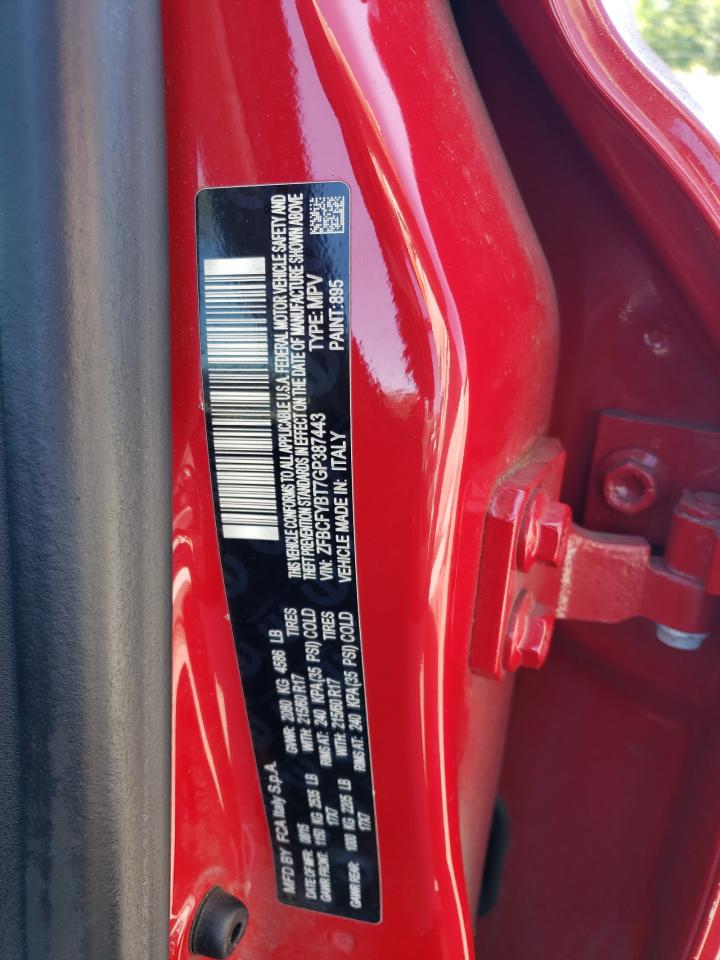 MFD BY FCA Italy S.p.A.
DATE OF MFR: 08/15 GVWR: 2080 KG 4586 LB
GAWR FRONT: 1150 KG 2535 LB WITH: 215/60 R17 TIRES
17X7 RIMS AT: 240 KPA(35 PSI) COLD
GAWR REAR: 1000 KG 2205 LB WITH: 215/60 R17 TIRES
17X7 RIMS AT: 240 KPA(35 PSI) COLD
THIS VEHICLE CONFORMS TO ALL APPLICABLE U.S.A. FEDERAL MOTOR VEHICLE SAFETY AND
THEFT PREVENTION STANDARDS IN EFFECT ON THE DATE OF MANUFACTURE SHOWN ABOVE
VIN: ZFBCFYBT7GP387443 TYPE: MPV
VEHICLE MADE IN: ITALY PAINT: 895